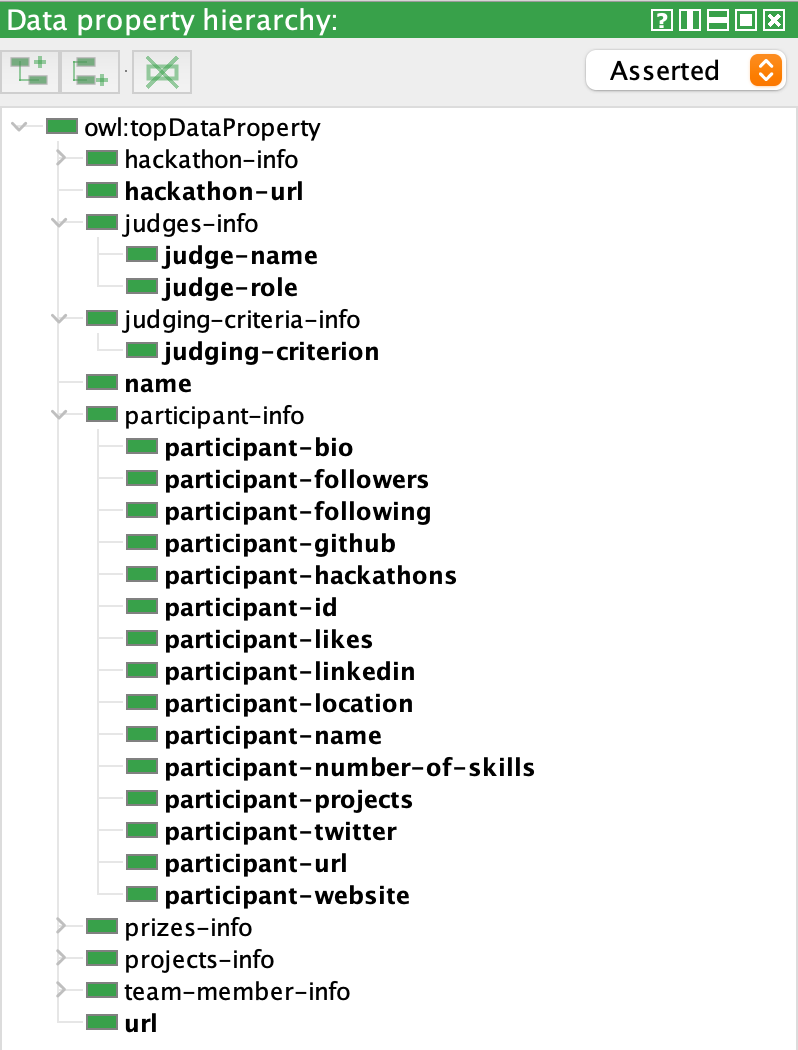 Data property hierarchy:
Asserted
owl:topDataProperty
hackathon-info
hackathon-url
judges-info
judge-name
judge-role
judging-criteria-info
judging-criterion
name
participant-info
participant-bio
participant-followers
participant-following
participant-github
participant-hackathons
participant-id
participant-likes
participant-linkedin
participant-location
participant-name
participant-number-of-skills
participant-projects
participant-twitter
participant-url
participant-website
prizes-info
projects-info
team-member-info
url